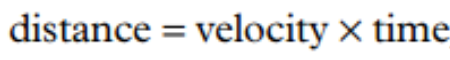 distance = velocity × time